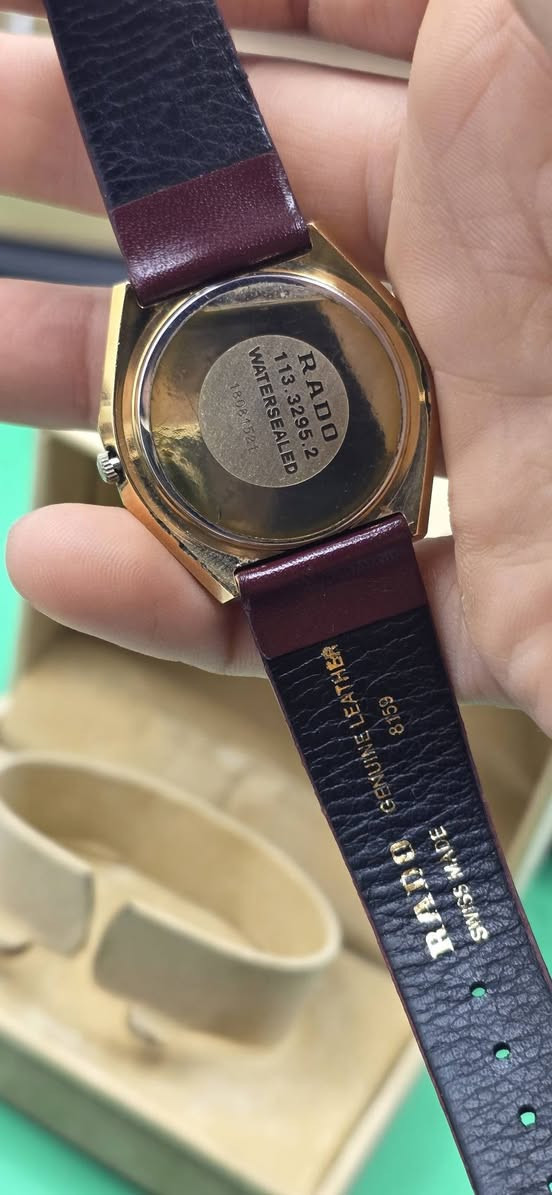 RADO
113.3295.2
WATERSEALED
GENUINE LEATHER
8159
RADO
SWISS MADE